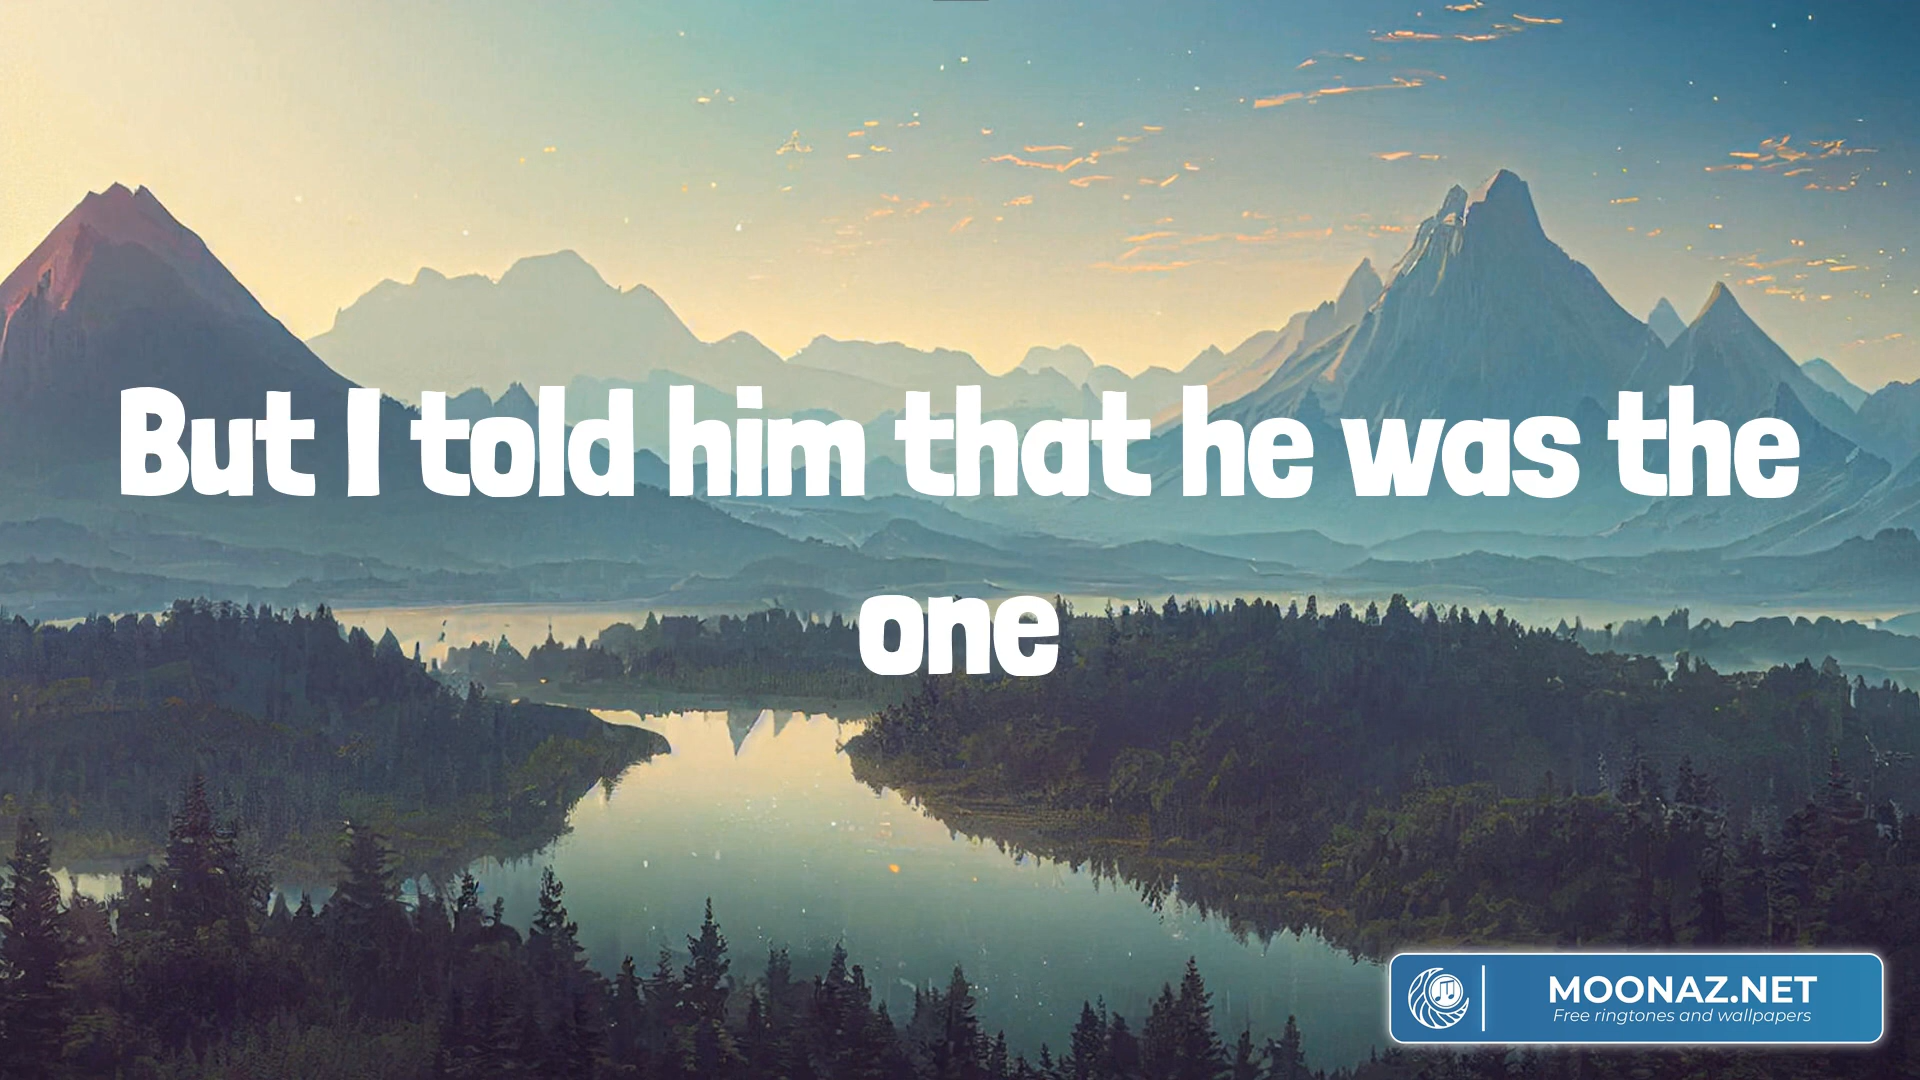 But I told him that he was the
one
MOONAZ.NET
Free ringtones and wallpapers